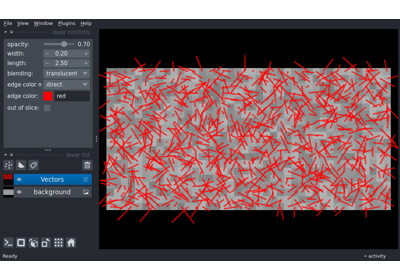 File View Window Plugins Help
layer controls
opacity: 0.70
width: 0.20
length: 2.50
blending: translucent
edge color m direct
edge color: red
out of slice:
layer list
Vectors
background
Ready
activity